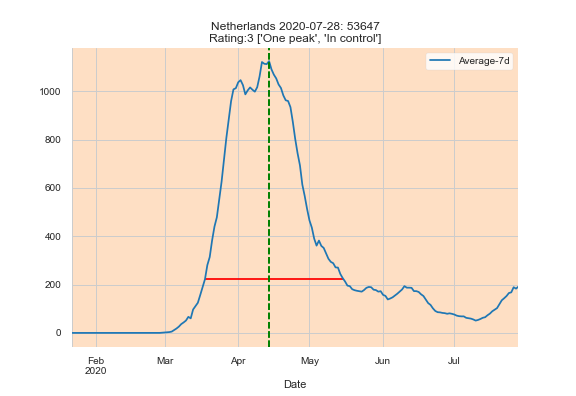 Netherlands 2020-07-28: 53647
Rating:3 ['One peak', 'In control']
Average-7d
1000
800
600
400
200
0
Feb Mar Apr May Jun Jul
2020
Date